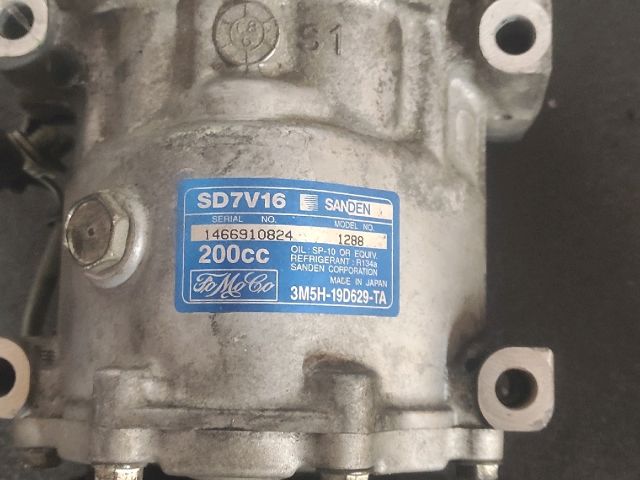 S1
SD7V16 SANDEN
SERIAL NO. MODEL NO.
1466910824 1288
200cc OIL: SP-10 OR EQUIV.
REFRIGERANT: R134a
SANDEN CORPORATION
MADE IN JAPAN
FoMoCo 3M5H-19D629-TA